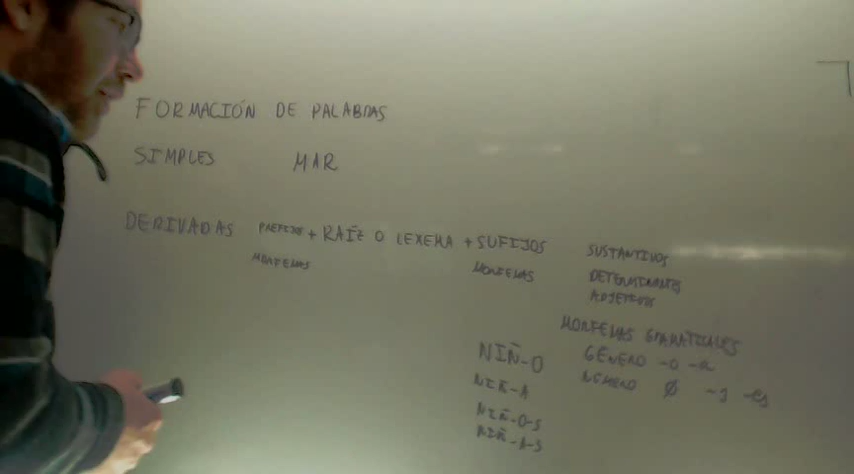 FORMACIÓN DE PALABRAS
SIMPLES MAR
DERIVADAS PREFIJO + RAÍZ O LEXEMA + SUFIJOS SUSTANTIVOS
MORFEMAS MORFEMAS DETERMINANTES
ADJETIVOS
MORFEMAS GRAMATICALES
NIÑ-O GÉNERO -O -A
NIÑ-A NÚMERO Ø -S -ES
NIÑ-O-S
NIÑ-A-S